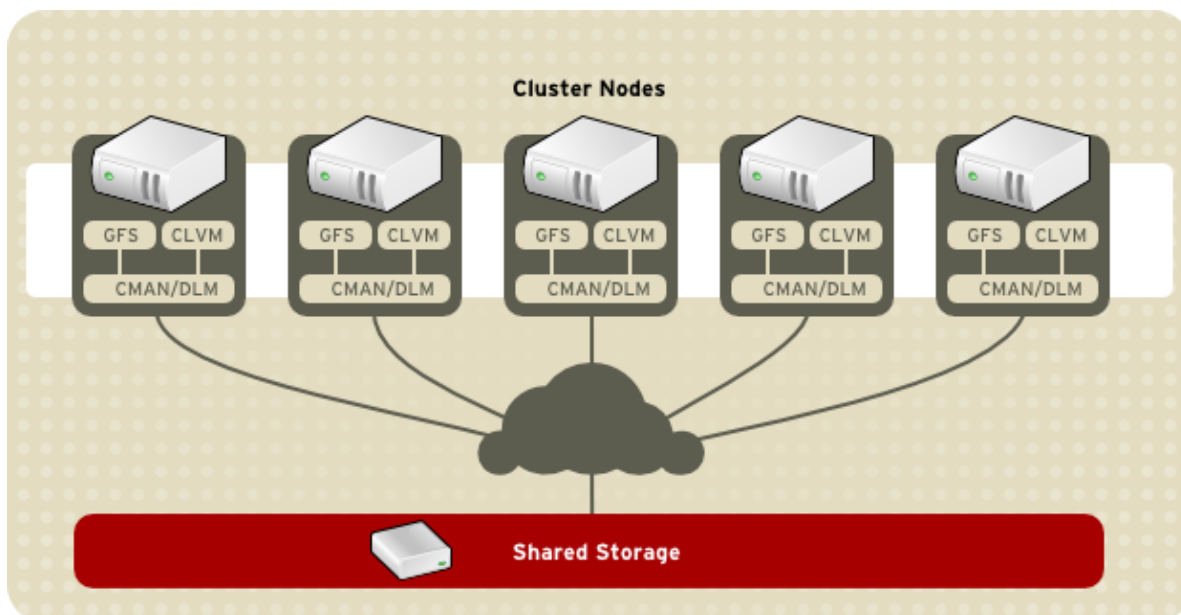 Cluster Nodes
GFS CLVM GFS CLVM GFS CLVM GFS CLVM GFS CLVM
CMAN/DLM CMAN/DLM CMAN/DLM CMAN/DLM CMAN/DLM
Shared Storage